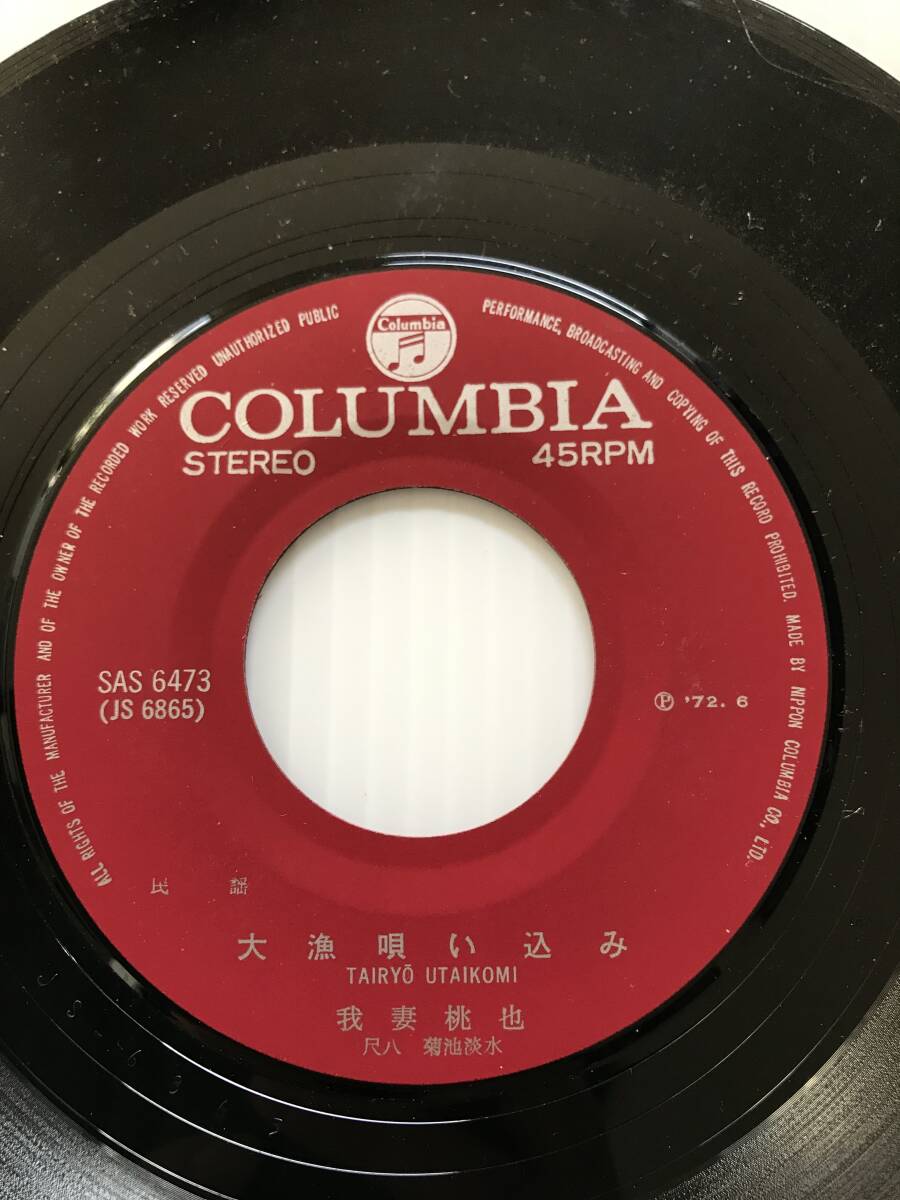 ALL RIGHTS OF THE MANUFACTURER AND OF THE OWNER OF THE RECORDED WORK RESERVED UNAUTHORIZED PUBLIC PERFORMANCE, BROADCASTING AND COPYING OF THIS RECORD PROHIBITED. MADE BY NIPPON COLUMBIA CO., LTD.
Columbia
COLUMBIA
STEREO 45RPM
SAS 6473
(JS 6865)
Ⓟ '72. 6
民謡
大漁唄い込み
TAIRYŌ UTAIKOMI
我妻桃也
尺八 菊池淡水